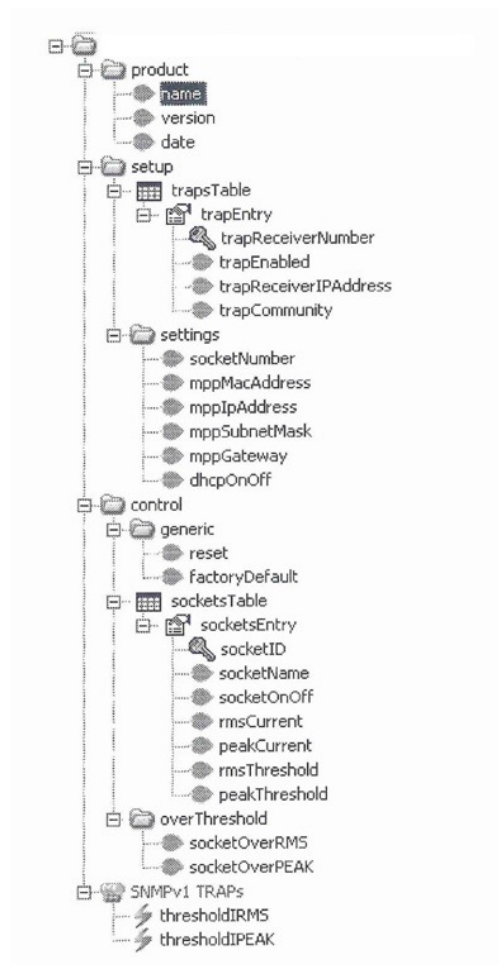 product
name
version
date
setup
trapsTable
trapEntry
trapReceiverNumber
trapEnabled
trapReceiverIPAddress
trapCommunity
settings
socketNumber
mppMacAddress
mppIpAddress
mppSubnetMask
mppGateway
dhcpOnOff
control
generic
reset
factoryDefault
socketsTable
socketsEntry
socketID
socketName
socketOnOff
rmsCurrent
peakCurrent
rmsThreshold
peakThreshold
overThreshold
socketOverRMS
socketOverPEAK
SNMPv1 TRAPs
thresholdIRMS
thresholdIPEAK